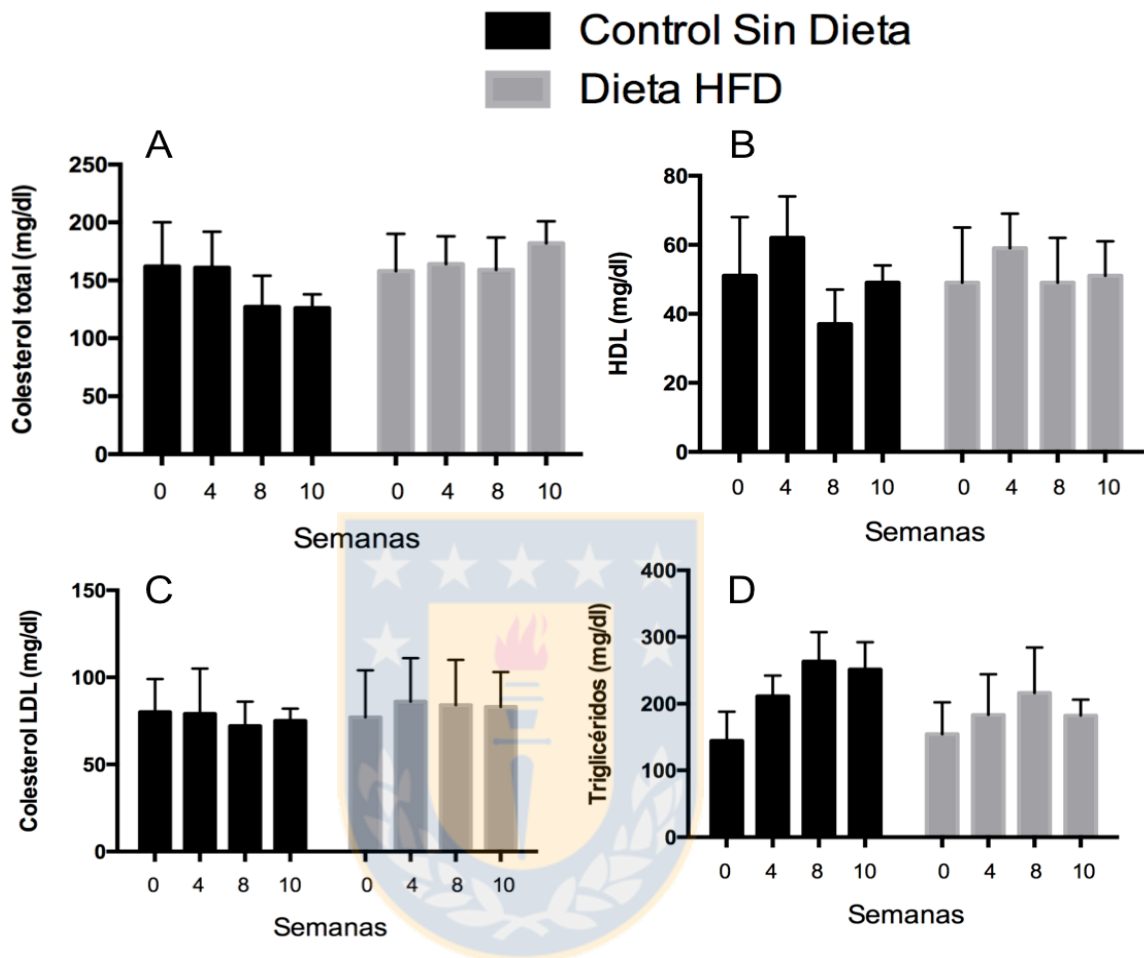 Control Sin Dieta
Dieta HFD
A
Colesterol total (mg/dl)
250
200
150
100
50
0
0 4 8 10 0 4 8 10
Semanas
B
HDL (mg/dl)
80
60
40
20
0
0 4 8 10 0 4 8 10
Semanas
C
Colesterol LDL (mg/dl)
150
100
50
0
0 4 8 10 0 4 8 10
Semanas
D
Triglicéridos (mg/dl)
400
300
200
100
0
0 4 8 10 0 4 8 10
Semanas